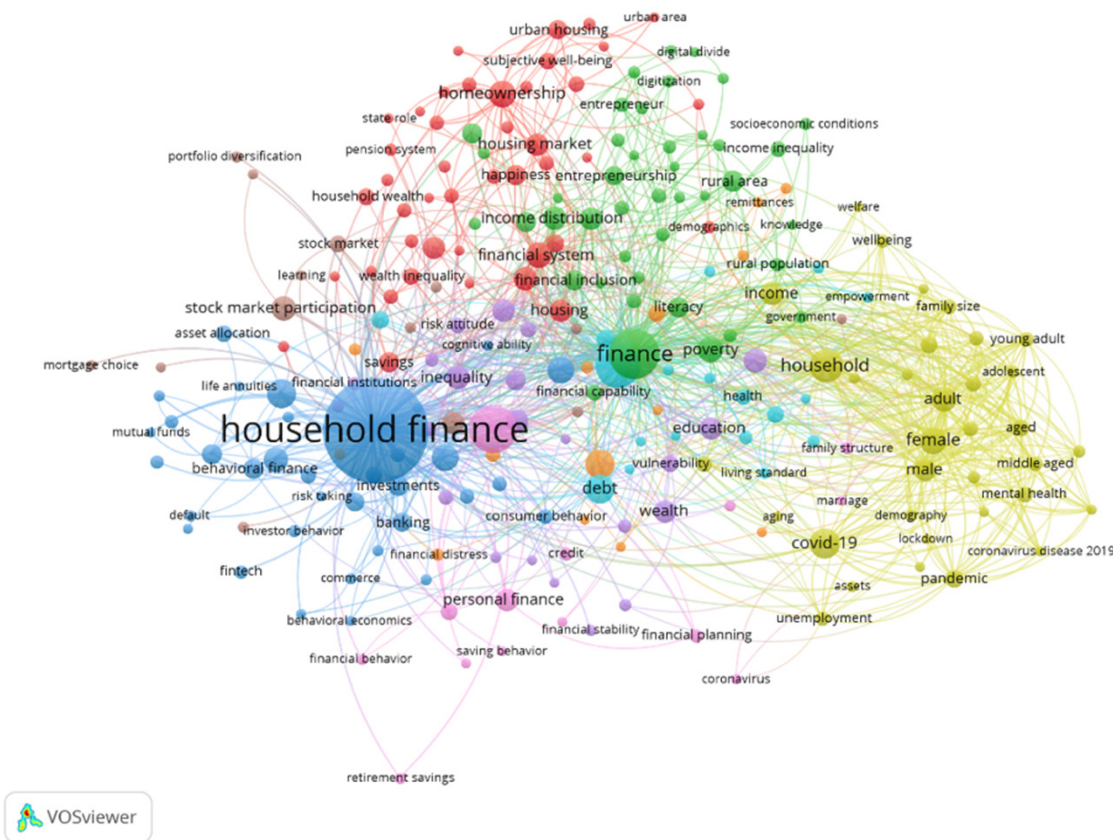 urban area
urban housing
digital divide
subjective well-being
digitization
homeownership
entrepreneur
state role
socioeconomic conditions
housing market
pension system
income inequality
portfolio diversification
happiness
entrepreneurship
rural area
household wealth
remittances
welfare
income distribution
demographics
knowledge
stock market
wellbeing
financial system
rural population
learning
wealth inequality
financial inclusion
income
empowerment
stock market participation
housing
literacy
family size
government
risk attitude
asset allocation
cognitive ability
young adult
finance
poverty
mortgage choice
savings
household
adolescent
life annuities
financial institutions
inequality
financial capability
health
adult
household finance
education
aged
mutual funds
female
family structure
behavioral finance
vulnerability
living standard
male
middle aged
investments
debt
risk taking
mental health
marriage
default
consumer behavior
wealth
aging
demography
investor behavior
banking
lockdown
covid-19
coronavirus disease 2019
financial distress
credit
fintech
commerce
pandemic
assets
personal finance
behavioral economics
unemployment
financial stability
financial planning
saving behavior
financial behavior
coronavirus
retirement savings
VOSviewer